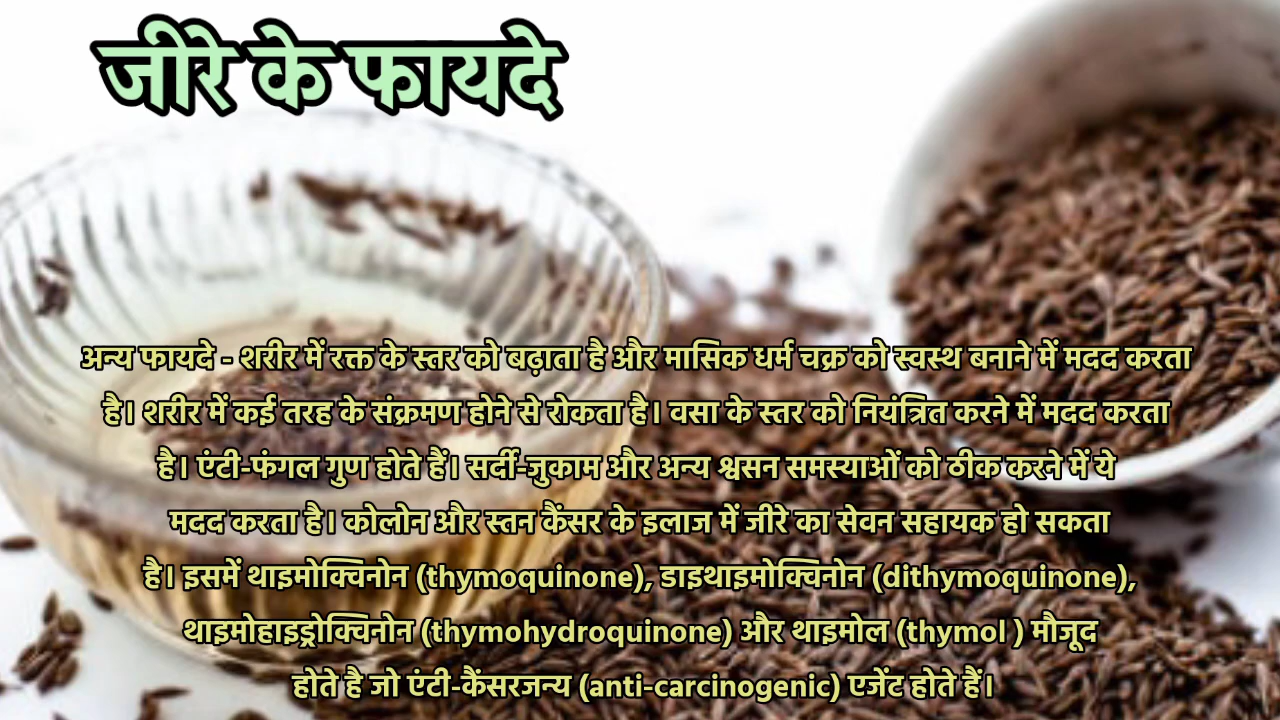 जीरे के फायदे
अन्य फायदे - शरीर में रक्त के स्तर को बढ़ाता है और मासिक धर्म चक्र को स्वस्थ बनाने में मदद करता
है। शरीर में कई तरह के संक्रमण होने से रोकता है। वसा के स्तर को नियंत्रित करने में मदद करता
है। एंटी-फंगल गुण होते हैं। सर्दी-जुकाम और अन्य श्वसन समस्याओं को ठीक करने में ये
मदद करता है। कोलोन और स्तन कैंसर के इलाज में जीरे का सेवन सहायक हो सकता
है। इसमें थाइमोक्विनोन (thymoquinone), डाइथाइमोक्विनोन (dithymoquinone),
थाइमोहाइड्रोक्विनोन (thymohydroquinone) और थाइमोल (thymol ) मौजूद
होते है जो एंटी-कैंसरजन्य (anti-carcinogenic) एजेंट होते हैं।